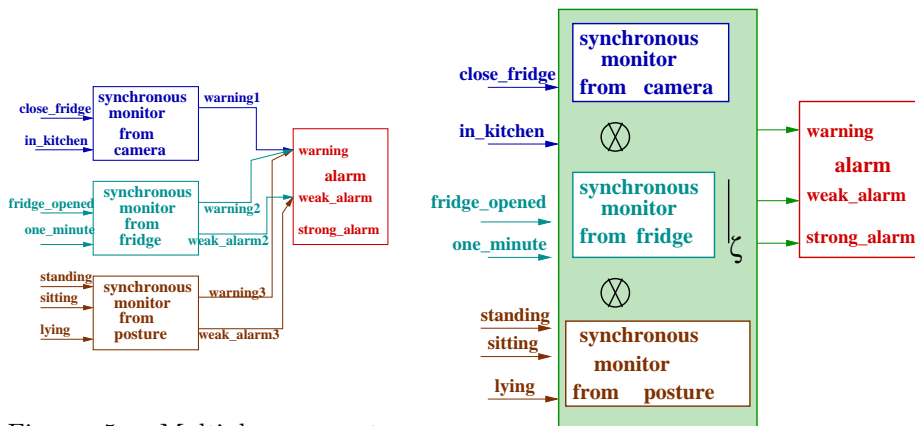 close_fridge
in_kitchen
synchronous
monitor
from
camera
warning1
fridge_opened
one_minute
synchronous
monitor
from
fridge
warning2
weak_alarm2
standing
sitting
lying
synchronous
monitor
from
posture
warning3
weak_alarm3
warning
alarm
weak_alarm
strong_alarm
close_fridge
in_kitchen
synchronous
monitor
from camera
⊗
fridge_opened
one_minute
synchronous
monitor
from fridge
| ζ
⊗
standing
sitting
lying
synchronous
monitor
from posture
warning
alarm
weak_alarm
strong_alarm